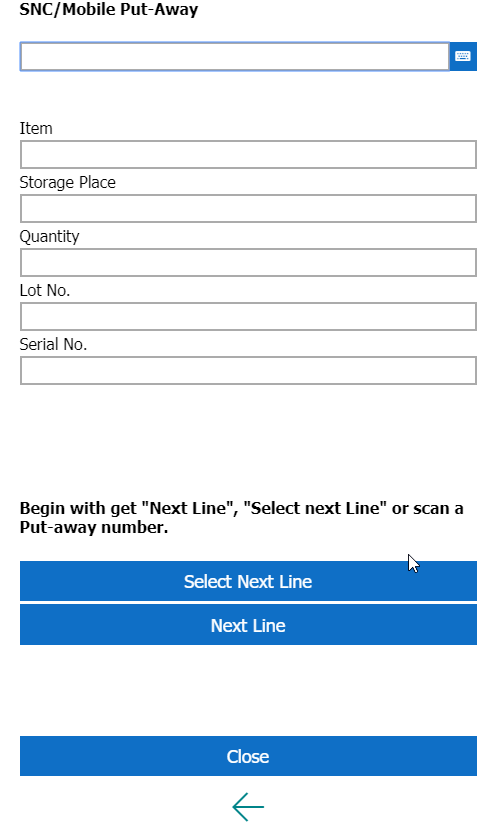 SNC/Mobile Put-Away
Item
Storage Place
Quantity
Lot No.
Serial No.
Begin with get "Next Line", "Select next Line" or scan a
Put-away number.
Select Next Line
Next Line
Close